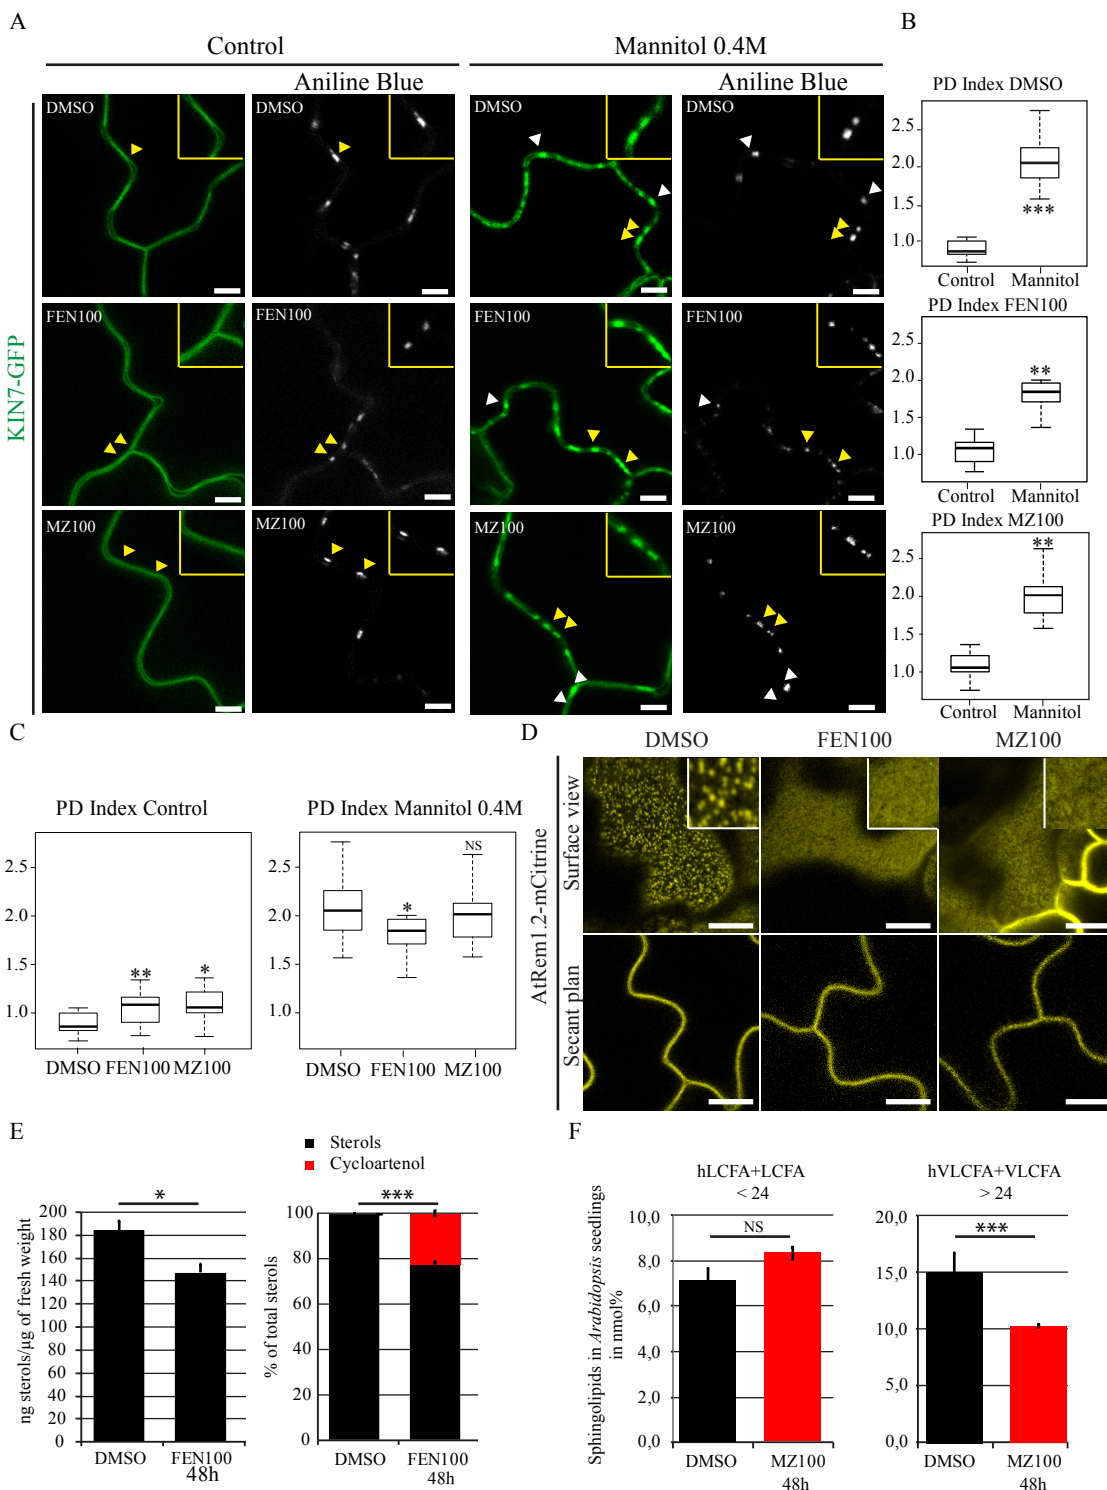 A
Control
Mannitol 0.4M
Aniline Blue
Aniline Blue
KIN7-GFP
DMSO
DMSO
DMSO
DMSO
FEN100
FEN100
FEN100
FEN100
MZ100
MZ100
MZ100
MZ100
B
PD Index DMSO
2.5
2.0
1.5
1.0
***
Control Mannitol
PD Index FEN100
2.5
2.0
1.5
1.0
**
Control Mannitol
PD Index MZ100
2.5
2.0
1.5
1.0
**
Control Mannitol
C
PD Index Control
2.5
2.0
1.5
1.0
**
*
DMSO FEN100 MZ100
PD Index Mannitol 0.4M
2.5
2.0
1.5
1.0
*
NS
DMSO FEN100 MZ100
D
DMSO FEN100 MZ100
AtRem1.2-mCitrine
Surface view
Secant plan
E
Sterols
Cycloartenol
ng sterols/µg of fresh weight
200
180
160
140
120
100
80
60
40
20
0
*
DMSO FEN100
48h
% of total sterols
100
80
60
40
20
0
***
DMSO FEN100
48h
F
hLCFA+LCFA
< 24
Sphingolipids in Arabidopsis seedlings
in nmol%
10,0
8,0
6,0
4,0
2,0
0,0
NS
DMSO MZ100
48h
hVLCFA+VLCFA
> 24
20,0
15,0
10,0
5,0
0,0
***
DMSO MZ100
48h